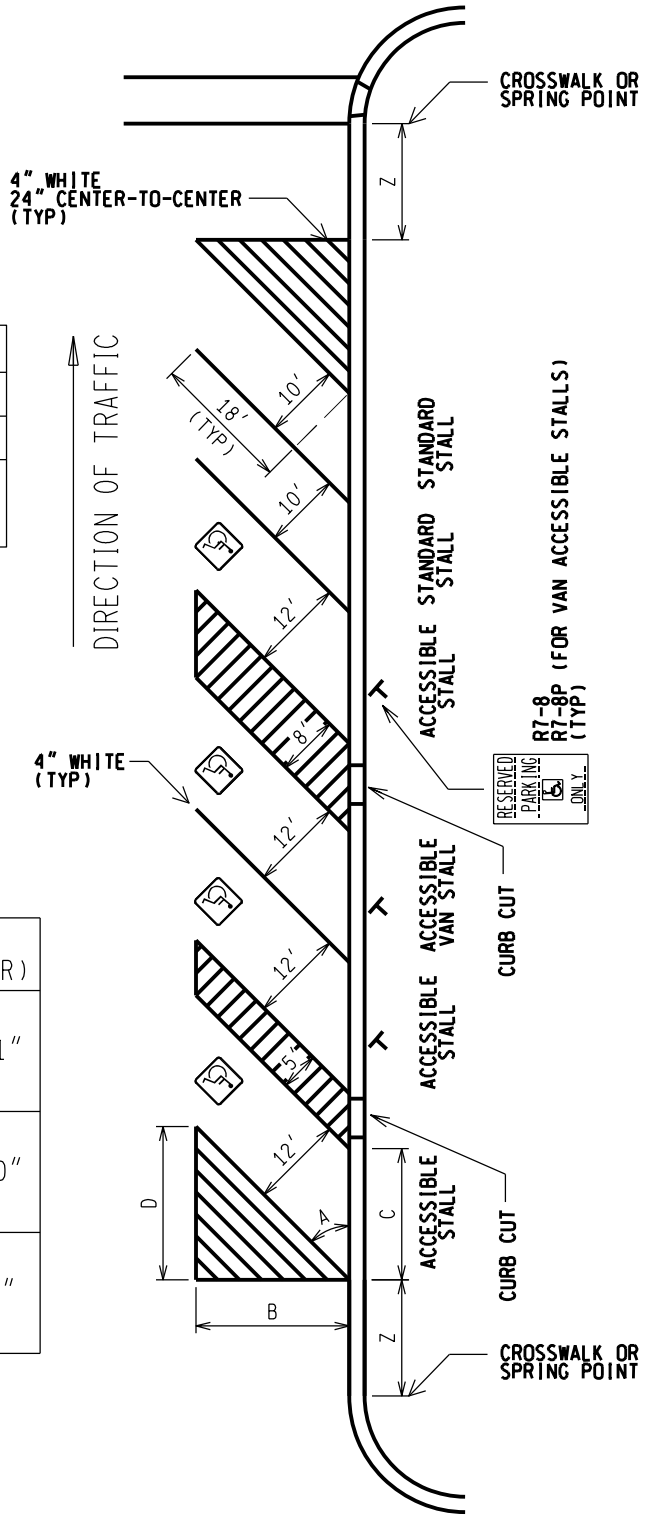 CROSSWALK OR
SPRING POINT
Z
4" WHITE
24" CENTER-TO-CENTER
(TYP)
DIRECTION OF TRAFFIC
18'
(TYP)
10'
10'
STANDARD
STALL
STANDARD
STALL
12'
ACCESSIBLE
STALL
8'
R7-8
R7-8P (FOR VAN ACCESSIBLE STALLS)
(TYP)
RESERVED
PARKING
ONLY
4" WHITE
(TYP)
12'
ACCESSIBLE
VAN STALL
CURB CUT
12'
ACCESSIBLE
STALL
5'
12'
ACCESSIBLE
STALL
CURB CUT
D
A
C
B
Z
CROSSWALK OR
SPRING POINT
R)
1"
0"
"